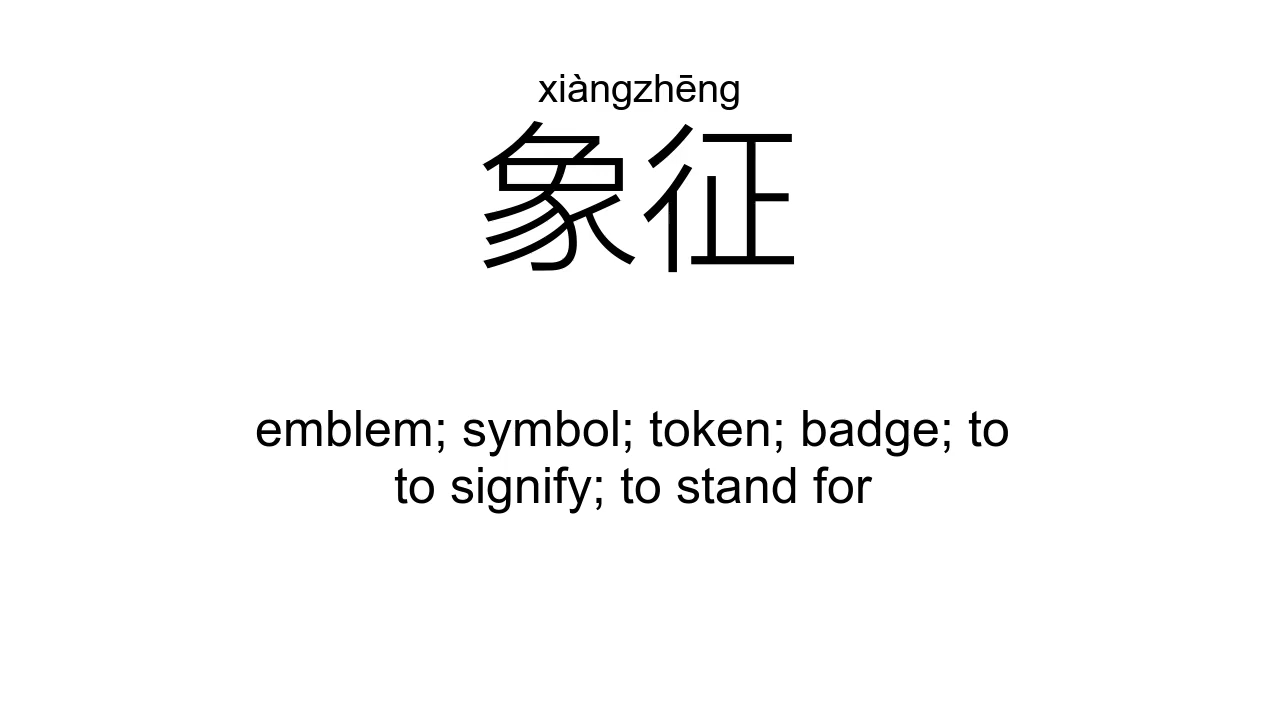 xiàngzhēng
象征
emblem; symbol; token; badge; to
to signify; to stand for